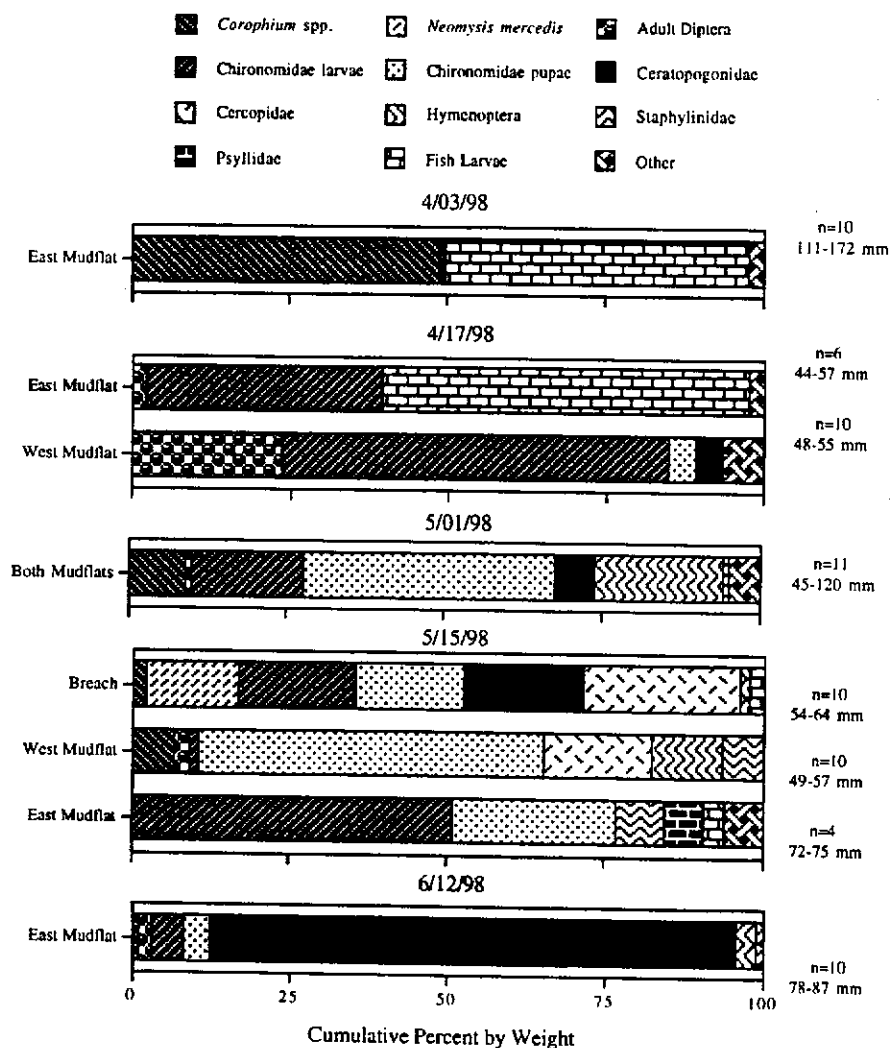 Corophium spp. Neomysis mercedis Adult Diptera
Chironomidae larvae Chironomidae pupae Ceratopogonidae
Cercopidae Hymenoptera Staphylinidae
Psyllidae Fish Larvae Other
4/03/98
East Mudflat
n=10
111-172 mm
4/17/98
East Mudflat
n=6
44-57 mm
West Mudflat
n=10
48-55 mm
5/01/98
Both Mudflats
n=11
45-120 mm
5/15/98
Breach
n=10
54-64 mm
West Mudflat
n=10
49-57 mm
East Mudflat
n=4
72-75 mm
6/12/98
East Mudflat
n=10
78-87 mm
0 25 50 75 100
Cumulative Percent by Weight